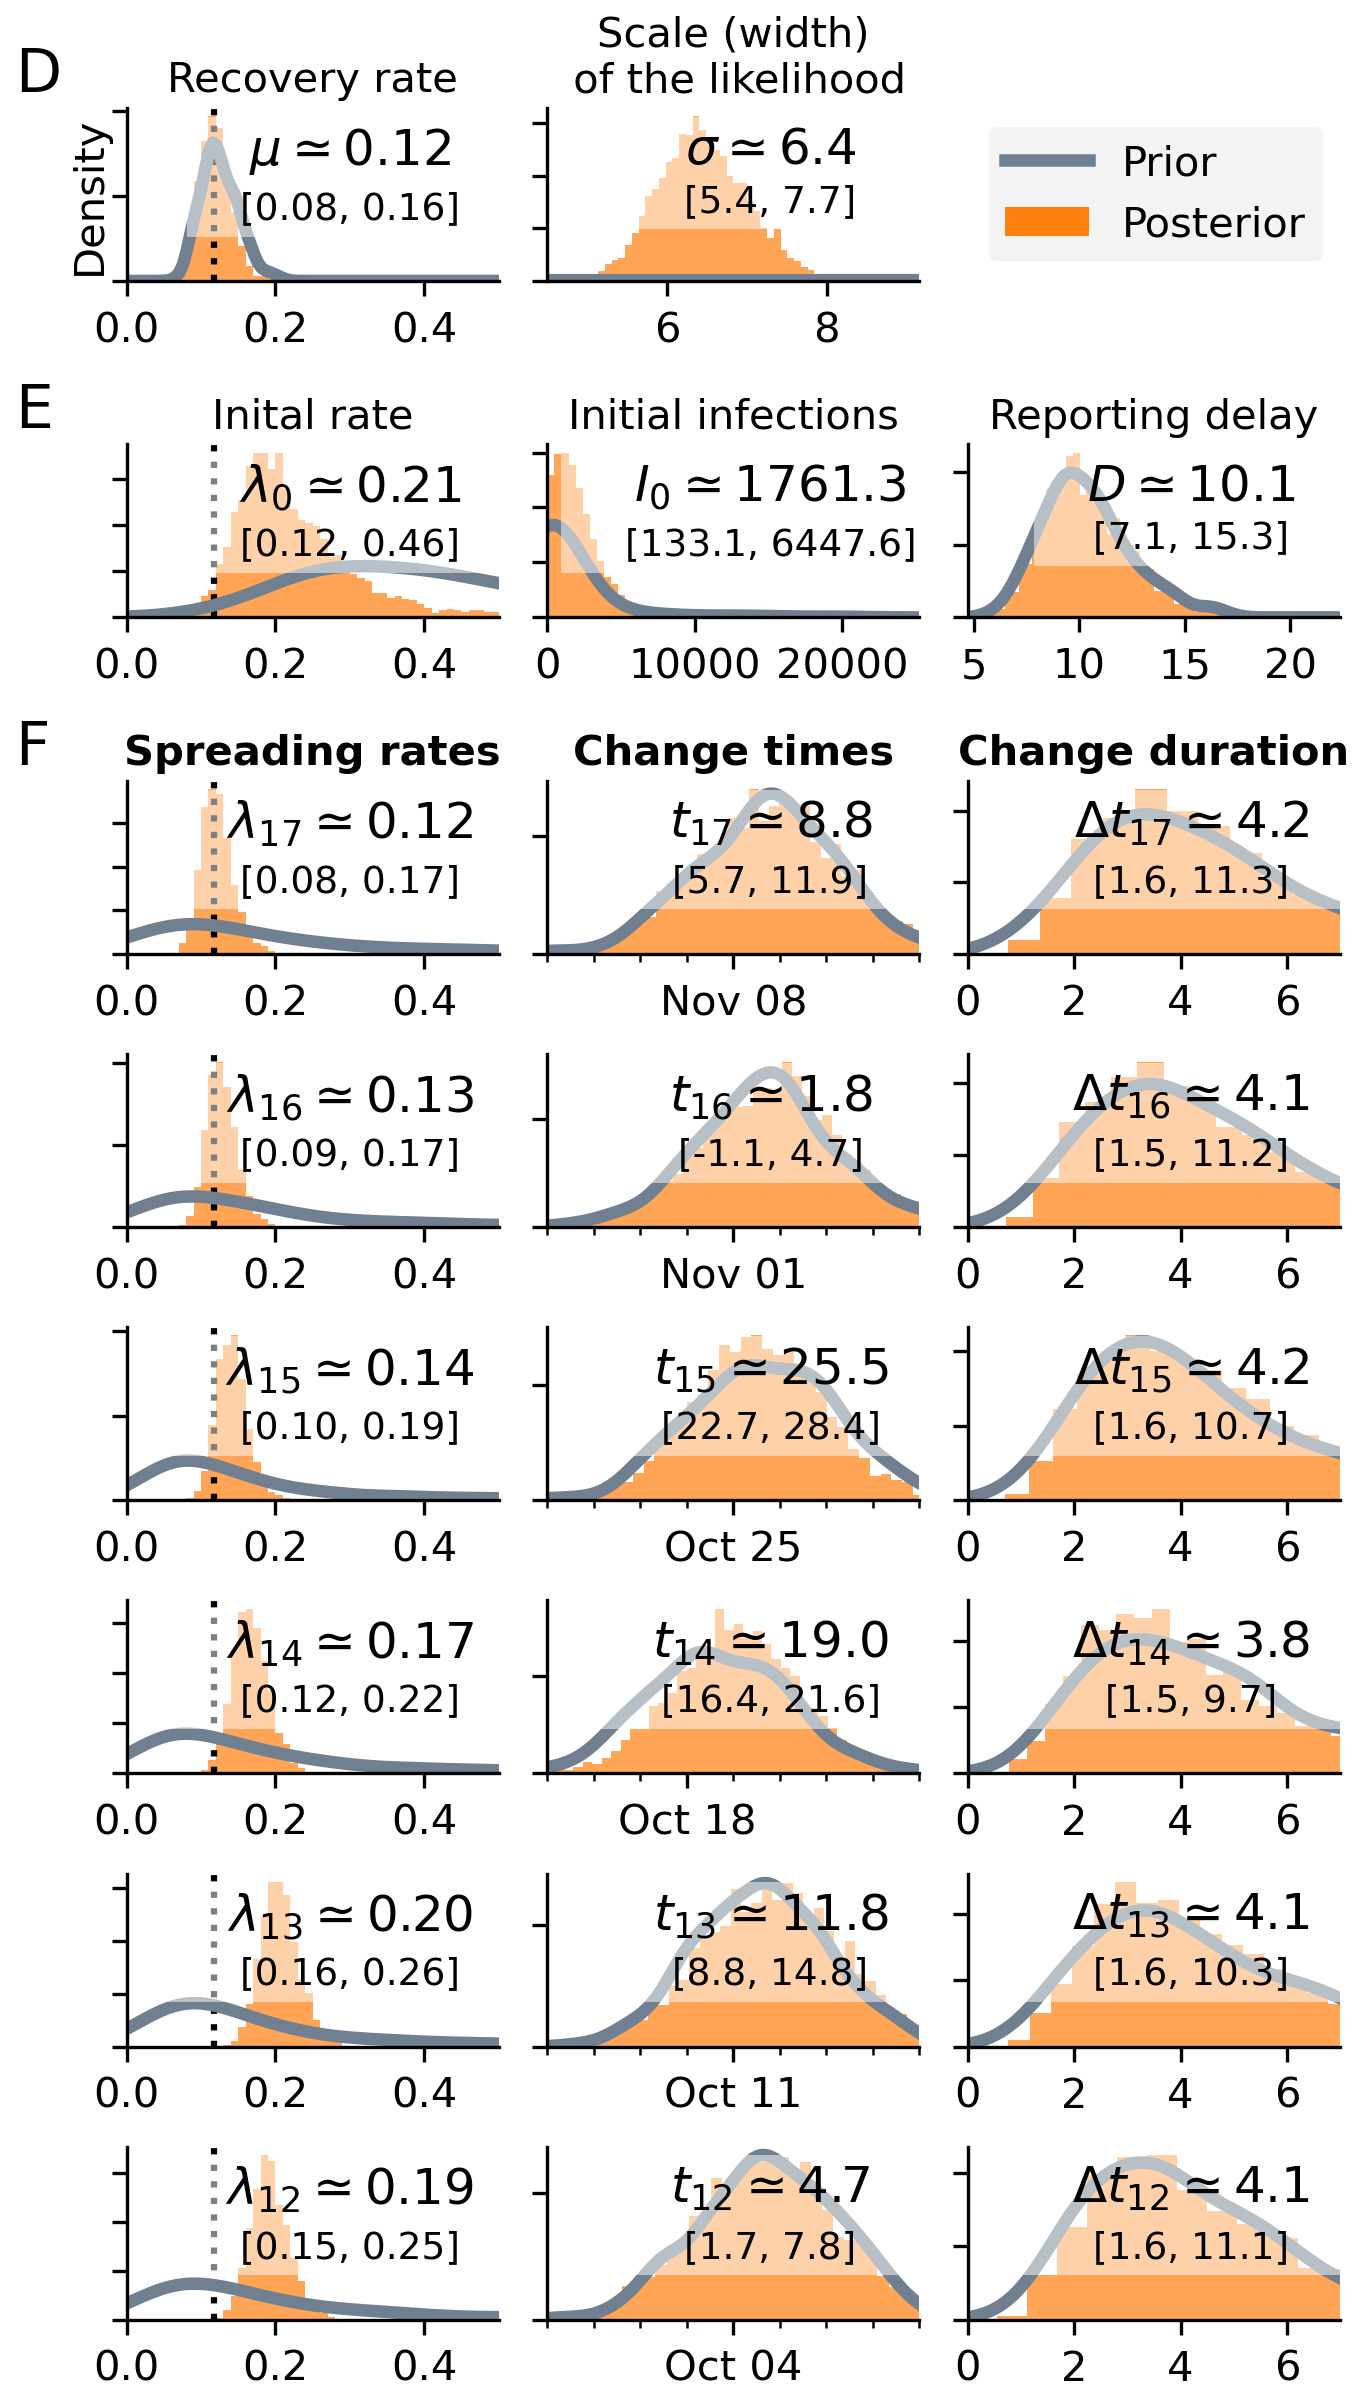 D
Recovery rate
Scale (width)
of the likelihood
Density
μ ≃ 0.12
[0.08, 0.16]
σ ≃ 6.4
[5.4, 7.7]
Prior
Posterior
0.0 0.2 0.4
6 8
E
Inital rate
Initial infections
Reporting delay
λ₀ ≃ 0.21
[0.12, 0.46]
I₀ ≃ 1761.3
[133.1, 6447.6]
D ≃ 10.1
[7.1, 15.3]
0.0 0.2 0.4
0 10000 20000
5 10 15 20
F
Spreading rates
Change times
Change duration
λ₁₇ ≃ 0.12
[0.08, 0.17]
t₁₇ ≃ 8.8
[5.7, 11.9]
Δt₁₇ ≃ 4.2
[1.6, 11.3]
0.0 0.2 0.4
Nov 08
0 2 4 6
λ₁₆ ≃ 0.13
[0.09, 0.17]
t₁₆ ≃ 1.8
[-1.1, 4.7]
Δt₁₆ ≃ 4.1
[1.5, 11.2]
0.0 0.2 0.4
Nov 01
0 2 4 6
λ₁₅ ≃ 0.14
[0.10, 0.19]
t₁₅ ≃ 25.5
[22.7, 28.4]
Δt₁₅ ≃ 4.2
[1.6, 10.7]
0.0 0.2 0.4
Oct 25
0 2 4 6
λ₁₄ ≃ 0.17
[0.12, 0.22]
t₁₄ ≃ 19.0
[16.4, 21.6]
Δt₁₄ ≃ 3.8
[1.5, 9.7]
0.0 0.2 0.4
Oct 18
0 2 4 6
λ₁₃ ≃ 0.20
[0.16, 0.26]
t₁₃ ≃ 11.8
[8.8, 14.8]
Δt₁₃ ≃ 4.1
[1.6, 10.3]
0.0 0.2 0.4
Oct 11
0 2 4 6
λ₁₂ ≃ 0.19
[0.15, 0.25]
t₁₂ ≃ 4.7
[1.7, 7.8]
Δt₁₂ ≃ 4.1
[1.6, 11.1]
0.0 0.2 0.4
Oct 04
0 2 4 6